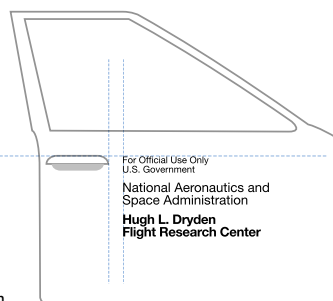 For Official Use Only
U.S. Government
National Aeronautics and
Space Administration
Hugh L. Dryden
Flight Research Center